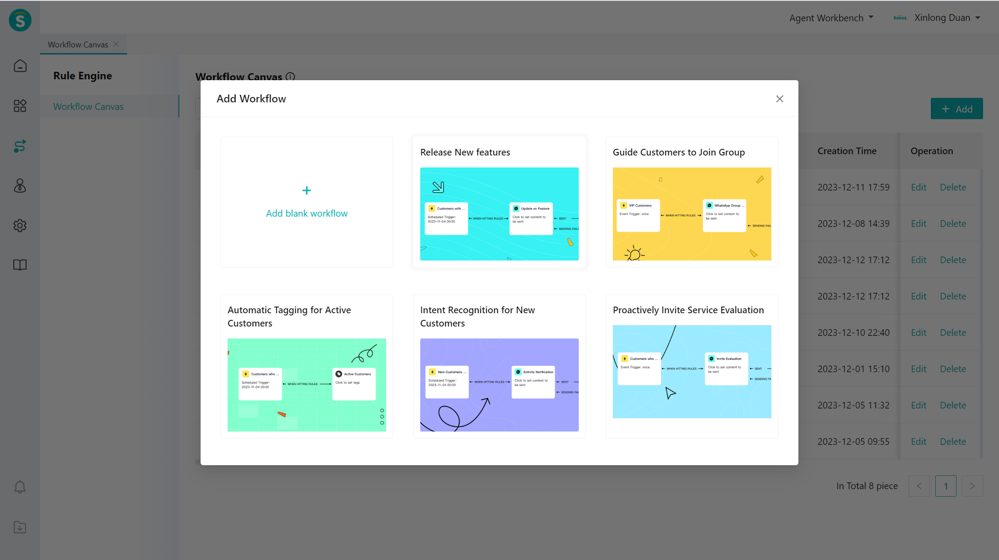 S
Agent Workbench
Sobot
Xinlong Duan
Workflow Canvas
Rule Engine
Workflow Canvas
Workflow Canvas
Add Workflow
+ Add
Creation Time
Operation
Add blank workflow
Release New features
Customers with ...
Scheduled Trigger:
2023-11-04 00:00
WHEN HITTING RULES
Update on Feature
Click to set content to
be sent
SENT
SENDING FAILE
Guide Customers to Join Group
VIP Customers
Event Trigger: once
WHEN HITTING RULES
WhatsApp Group ...
Click to set content to
be sent
SENDING FAIL
Automatic Tagging for Active
Customers
Customers who ...
Scheduled Trigger:
2023-11-04 00:00
WHEN HITTING RULES
Active Customers
Click to set tags
Intent Recognition for New
Customers
New Customers ...
Scheduled Trigger:
2023-11-04 00:00
WHEN HITTING RULES
Activity Notification
Click to set content to
be sent
SENT
SENDING FAI
Proactively Invite Service Evaluation
Customers who ...
Event Trigger: once
WHEN HITTING RULES
Invite Evaluation
Click to set content to
be sent
SENT
SENDING FA
2023-12-11 17:59 Edit Delete
2023-12-08 14:39 Edit Delete
2023-12-12 17:12 Edit Delete
2023-12-12 17:12 Edit Delete
2023-12-10 22:40 Edit Delete
2023-12-01 15:10 Edit Delete
2023-12-05 11:32 Edit Delete
2023-12-05 09:55 Edit Delete
In Total 8 piece
1